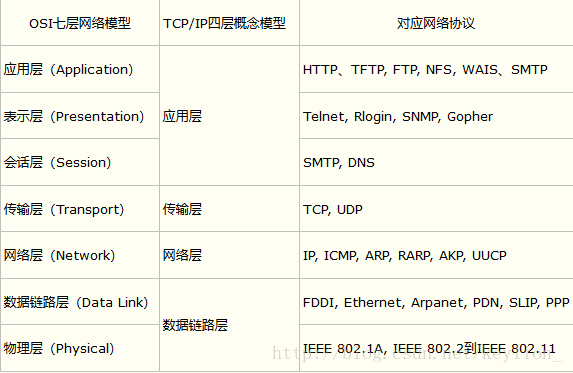 OSI七层网络模型 TCP/IP四层概念模型 对应网络协议
应用层（Application） HTTP、TFTP, FTP, NFS, WAIS、SMTP
表示层（Presentation） 应用层 Telnet, Rlogin, SNMP, Gopher
会话层（Session） SMTP, DNS
传输层（Transport） 传输层 TCP, UDP
网络层（Network） 网络层 IP, ICMP, ARP, RARP, AKP, UUCP
数据链路层（Data Link） FDDI, Ethernet, Arpanet, PDN, SLIP, PPP
数据链路层
物理层（Physical） IEEE 802.1A, IEEE 802.2到IEEE 802.11